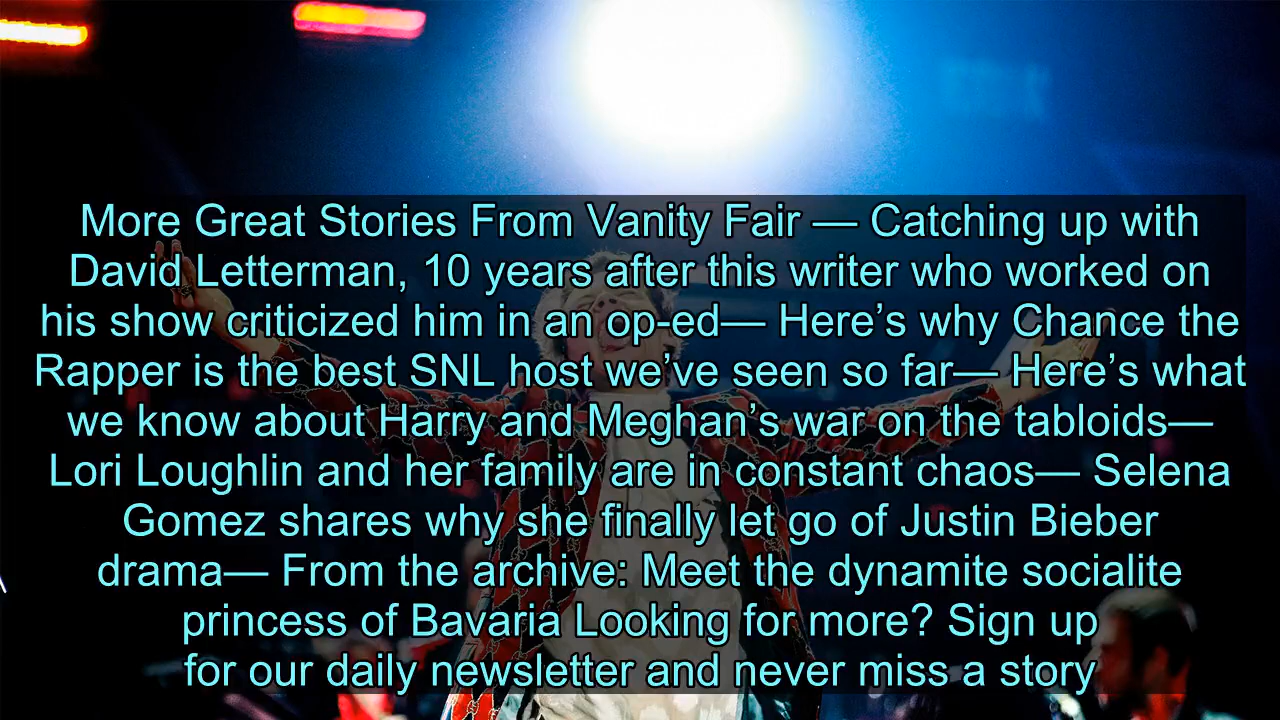 More Great Stories From Vanity Fair — Catching up with
David Letterman, 10 years after this writer who worked on
his show criticized him in an op-ed— Here’s why Chance the
Rapper is the best SNL host we’ve seen so far— Here’s what
we know about Harry and Meghan’s war on the tabloids—
Lori Loughlin and her family are in constant chaos— Selena
Gomez shares why she finally let go of Justin Bieber
drama— From the archive: Meet the dynamite socialite
princess of Bavaria Looking for more? Sign up
for our daily newsletter and never miss a story